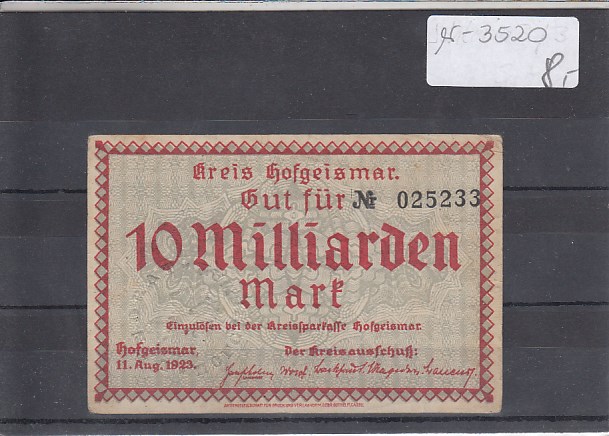 N-3520
8,-
Kreis Hofgeismar.
Gut für № 025233
10 Milliarden
Mark
Einzulösen bei der Kreissparkasse Hofgeismar.
Hofgeismar,
11. Aug. 1923.
Der Kreisausschuß: